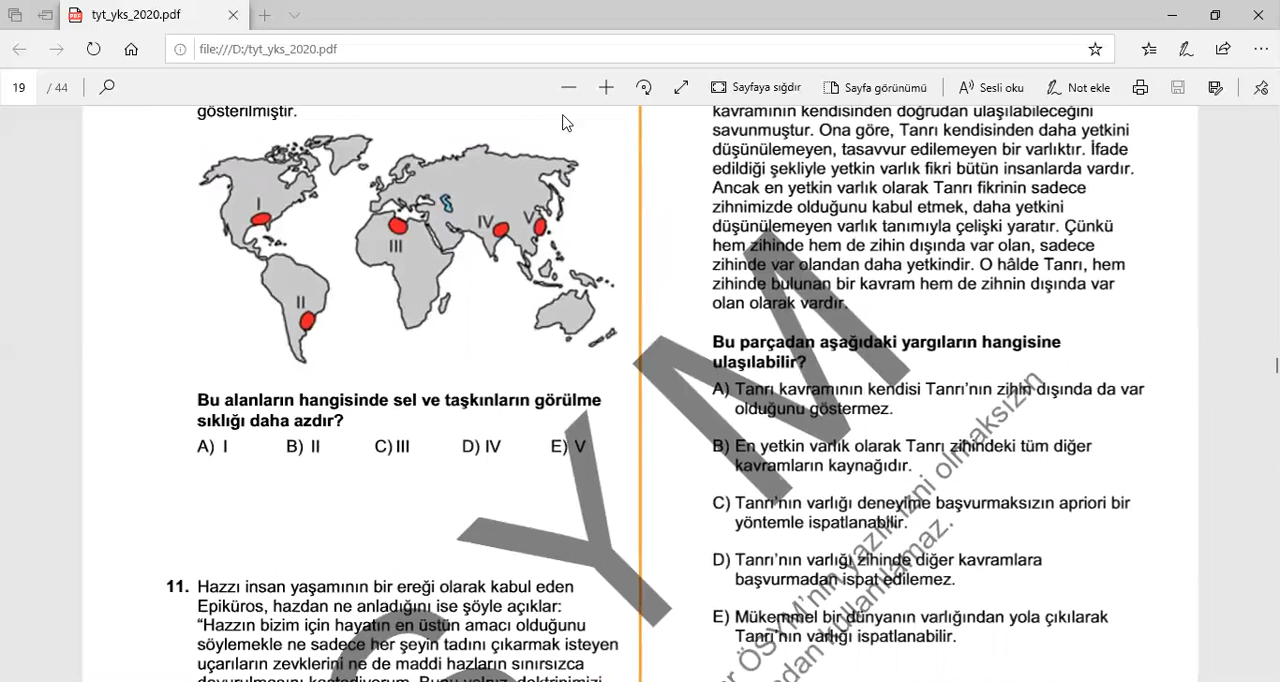 tyt_yks_2020.pdf
file:///D:/tyt_yks_2020.pdf
19 / 44
Sayfaya sığdır
Sayfa görünümü
Sesli oku
Not ekle
gösterilmiştir.
I
II
III
IV
V
Bu alanların hangisinde sel ve taşkınların görülme
sıklığı daha azdır?
A) I B) II C) III D) IV E) V
11. Hazzı insan yaşamının bir ereği olarak kabul eden
Epiküros, hazdan ne anladığını ise şöyle açıklar:
“Hazzın bizim için hayatın en üstün amacı olduğunu
söylemekle ne sadece her şeyin tadını çıkarmak isteyen
uçarıların zevklerini ne de maddi hazların sınırsızca
kavramının kendisinden doğrudan ulaşılabileceğini
savunmuştur. Ona göre, Tanrı kendisinden daha yetkini
düşünülemeyen, tasavvur edilemeyen bir varlıktır. İfade
edildiği şekliyle yetkin varlık fikri bütün insanlarda vardır.
Ancak en yetkin varlık olarak Tanrı fikrinin sadece
zihnimizde olduğunu kabul etmek, daha yetkini
düşünülemeyen varlık tanımıyla çelişki yaratır. Çünkü
hem zihinde hem de zihin dışında var olan, sadece
zihinde var olandan daha yetkindir. O hâlde Tanrı, hem
zihinde bulunan bir kavram hem de zihnin dışında var
olan olarak vardır.
Bu parçadan aşağıdaki yargıların hangisine
ulaşılabilir?
A) Tanrı kavramının kendisi Tanrı’nın zihin dışında da var
olduğunu göstermez.
B) En yetkin varlık olarak Tanrı zihindeki tüm diğer
kavramların kaynağıdır.
C) Tanrı’nın varlığı deneyime başvurmaksızın apriori bir
yöntemle ispatlanabilir.
D) Tanrı’nın varlığı zihinde diğer kavramlara
başvurmadan ispat edilemez.
E) Mükemmel bir dünyanın varlığından yola çıkılarak
Tanrı’nın varlığı ispatlanabilir.
Y M
ÖSYM’nin yazılı izni olmaksızın
kullanılamaz.